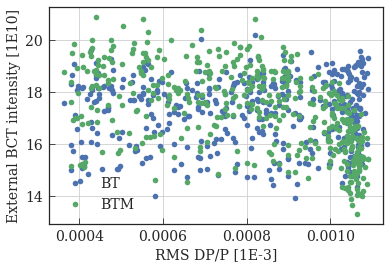 External BCT intensity [1E10]
20
18
16
14
BT
BTM
0.0004 0.0006 0.0008 0.0010
RMS DP/P [1E-3]